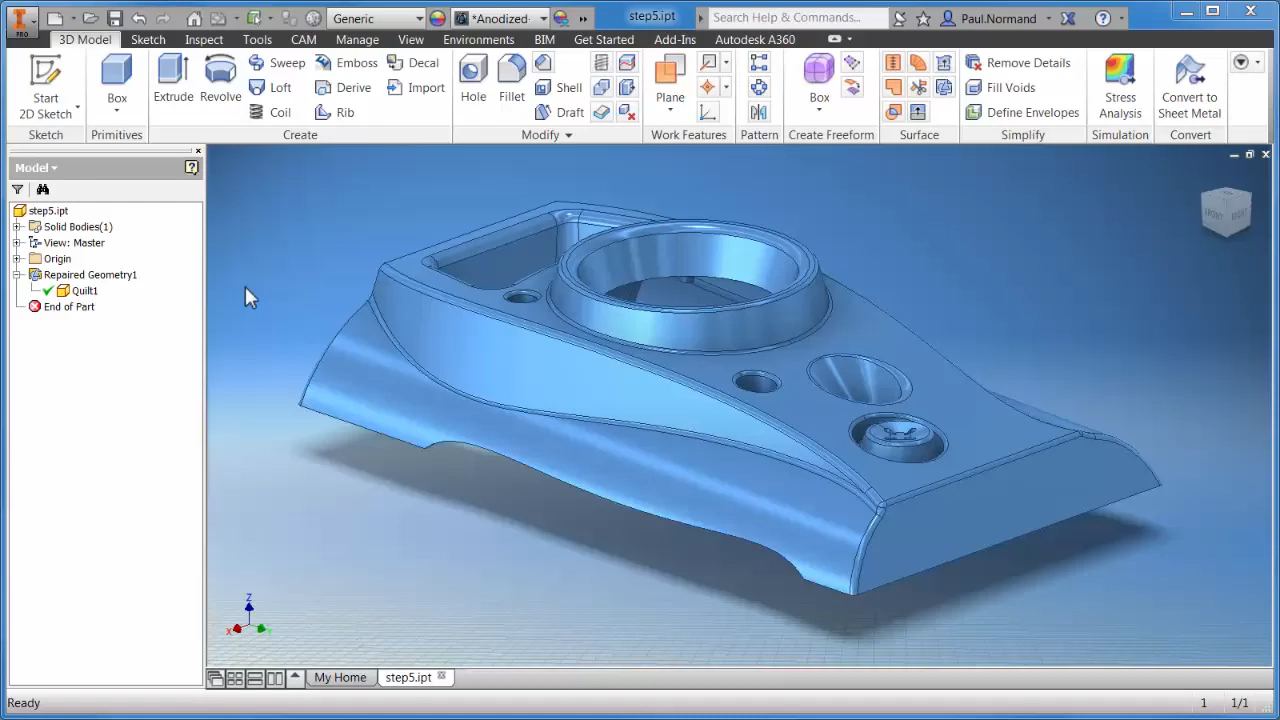 PRO
Generic
*Anodized
step5.ipt
Search Help & Commands...
Paul.Normand
3D Model Sketch Inspect Tools CAM Manage View Environments BIM Get Started Add-Ins Autodesk A360
Start
2D Sketch
Box
Extrude
Revolve
Sweep
Emboss
Decal
Loft
Derive
Import
Coil
Rib
Hole
Fillet
Shell
Draft
Plane
Box
Remove Details
Fill Voids
Define Envelopes
Stress
Analysis
Convert to
Sheet Metal
Sketch Primitives Create Modify Work Features Pattern Create Freeform Surface Simplify Simulation Convert
Model
step5.ipt
Solid Bodies(1)
View: Master
Origin
Repaired Geometry1
Quilt1
End of Part
FRONT RIGHT
Z
X
Y
My Home step5.ipt
Ready 1 1/1